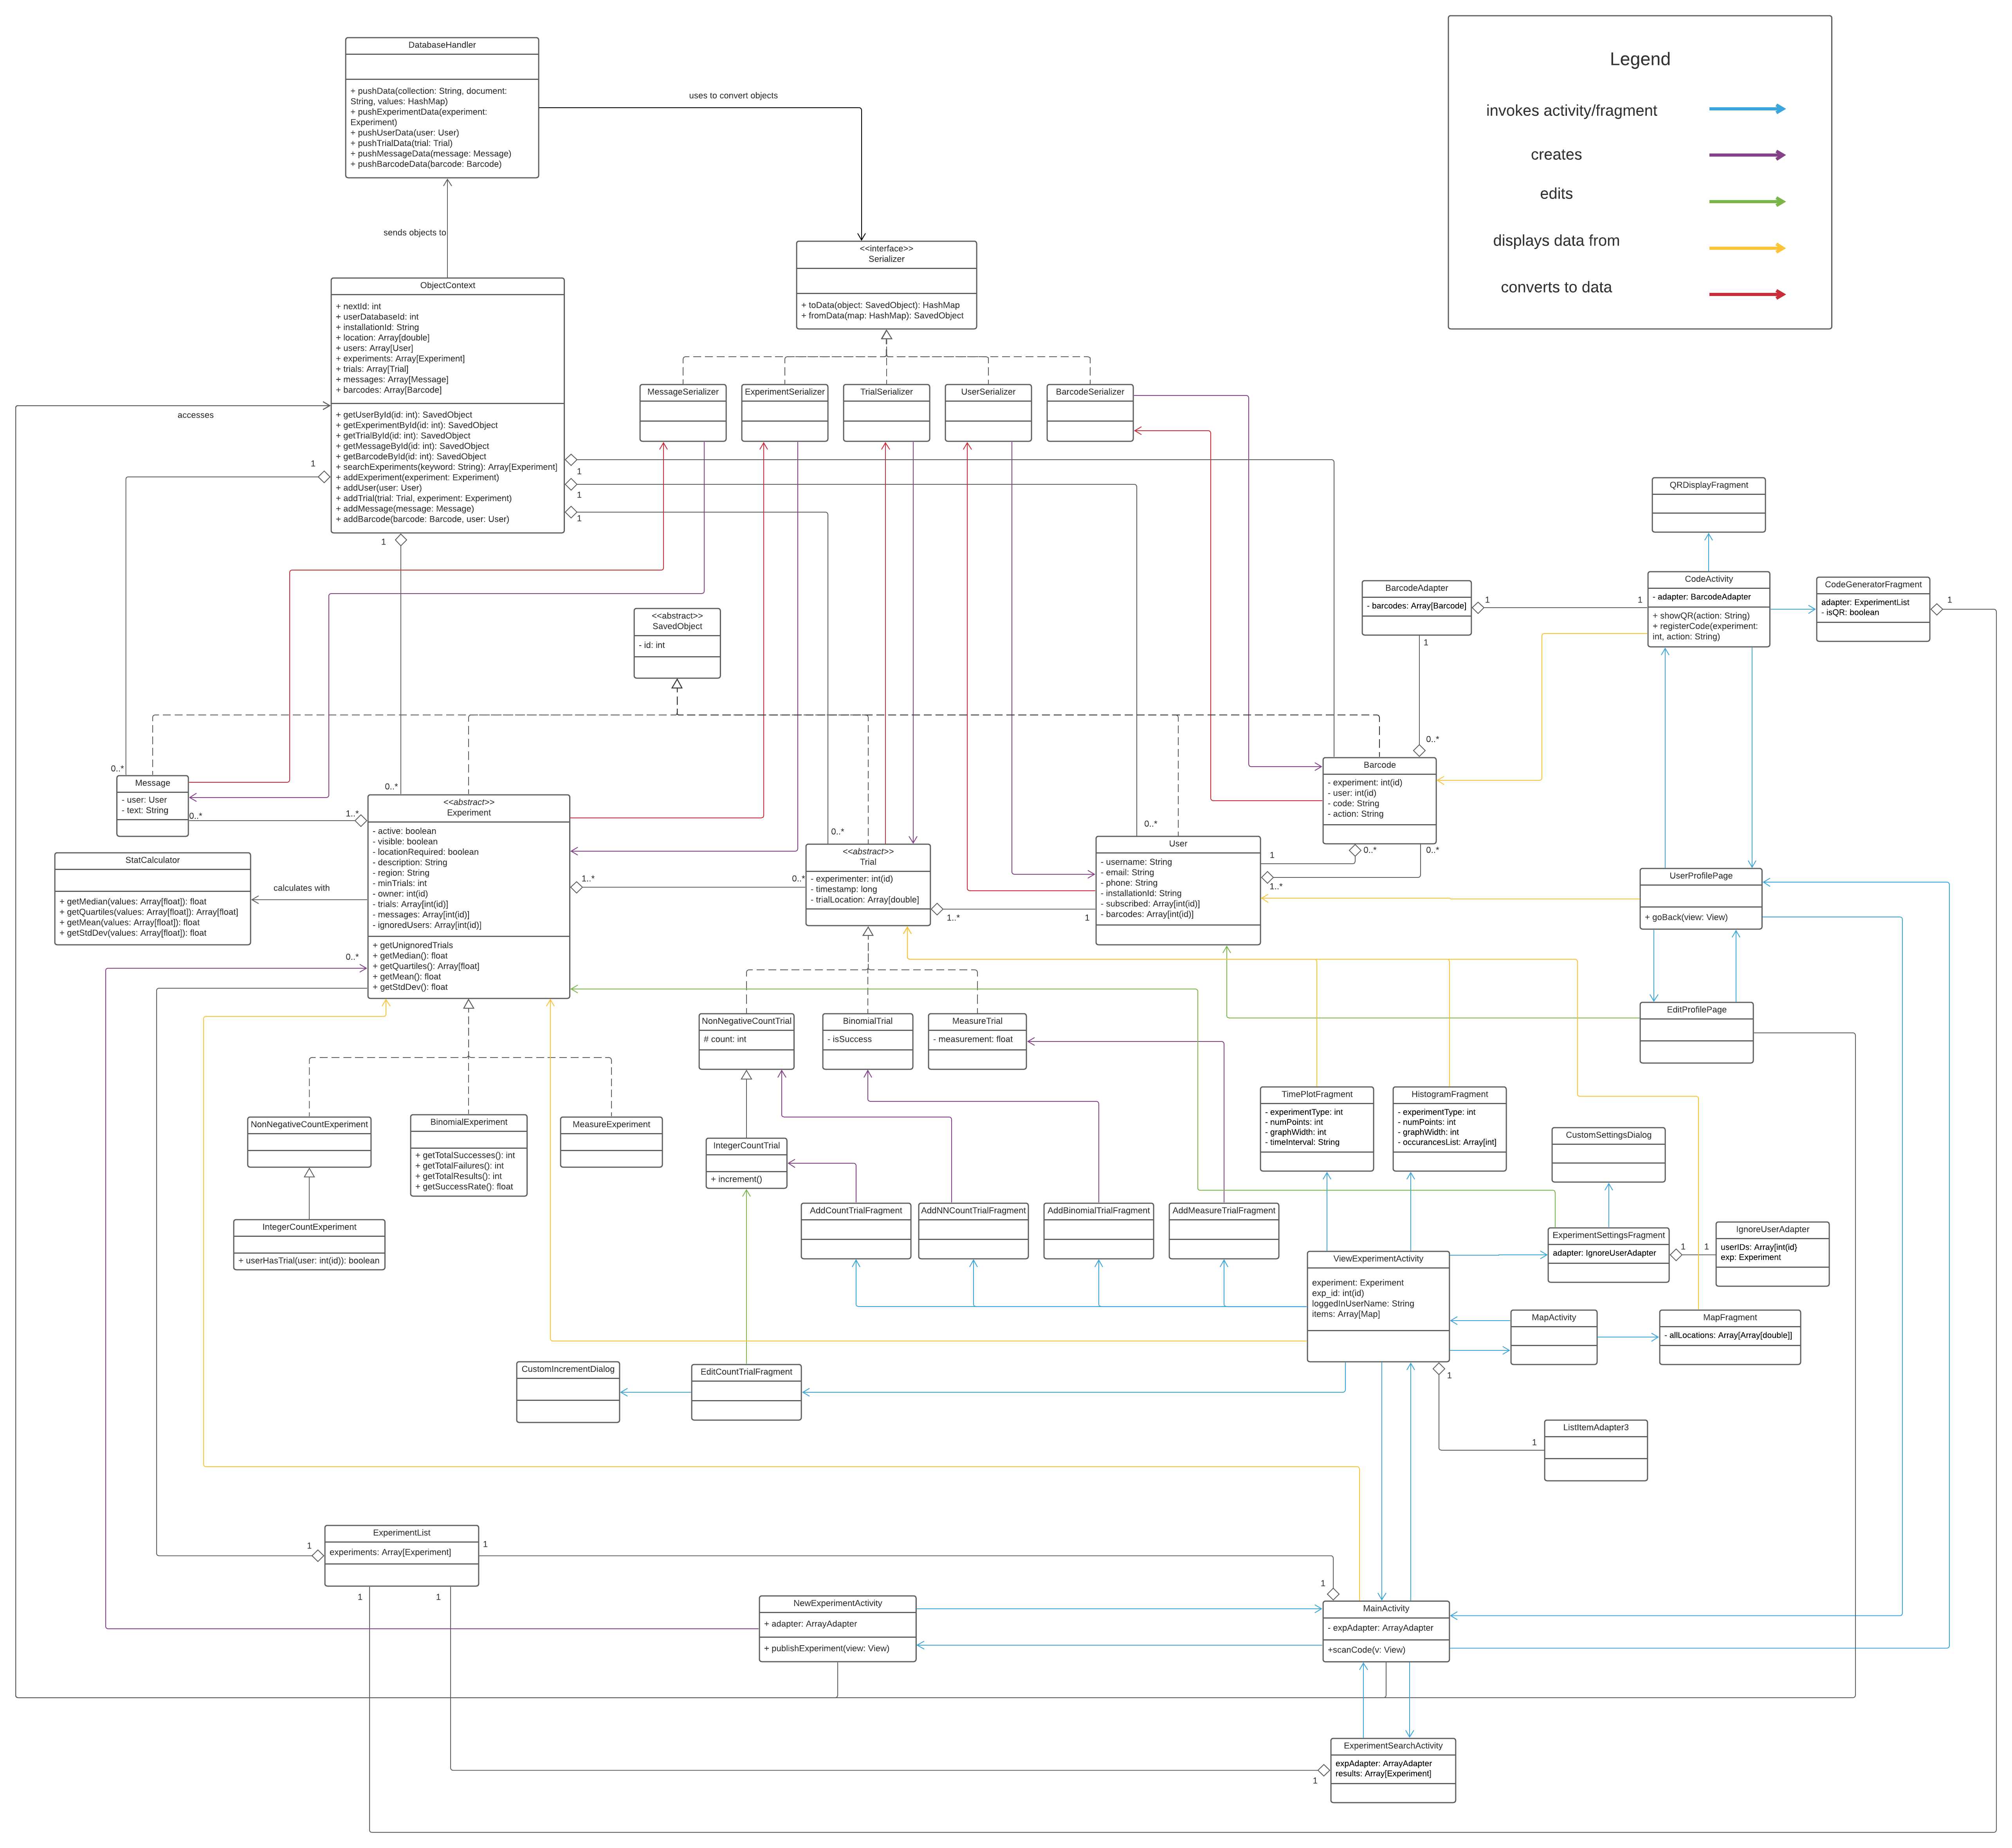 Legend
invokes activity/fragment
creates
edits
displays data from
converts to data
DatabaseHandler
+ pushData(collection: String, document:
String, values: HashMap)
+ pushExperimentData(experiment:
Experiment)
+ pushUserData(user: User)
+ pushTrialData(trial: Trial)
+ pushMessageData(message: Message)
+ pushBarcodeData(barcode: Barcode)
uses to convert objects
sends objects to
<<interface>>
Serializer
+ toData(object: SavedObject): HashMap
+ fromData(map: HashMap): SavedObject
ObjectContext
+ nextId: int
+ userDatabaseId: int
+ installationId: String
+ location: Array[double]
+ users: Array[User]
+ experiments: Array[Experiment]
+ trials: Array[Trial]
+ messages: Array[Message]
+ barcodes: Array[Barcode]
+ getUserById(id: int): SavedObject
+ getExperimentById(id: int): SavedObject
+ getTrialById(id: int): SavedObject
+ getMessageById(id: int): SavedObject
+ getBarcodeById(id: int): SavedObject
+ searchExperiments(keyword: String): Array[Experiment]
+ addExperiment(experiment: Experiment)
+ addUser(user: User)
+ addTrial(trial: Trial, experiment: Experiment)
+ addMessage(message: Message)
+ addBarcode(barcode: Barcode, user: User)
accesses
1
1
1
1
1
MessageSerializer
ExperimentSerializer
TrialSerializer
UserSerializer
BarcodeSerializer
QRDisplayFragment
CodeActivity
- adapter: BarcodeAdapter
+ showQR(action: String)
+ registerCode(experiment:
int, action: String)
CodeGeneratorFragment
adapter: ExperimentList
- isQR: boolean
1
BarcodeAdapter
- barcodes: Array[Barcode]
1
1
1
0..*
<<abstract>>
SavedObject
- id: int
0..*
Message
- user: User
- text: String
0..*
1..*
0..*
<<abstract>>
Experiment
- active: boolean
- visible: boolean
- locationRequired: boolean
- description: String
- region: String
- minTrials: int
- owner: int(id)
- trials: Array[int(id)]
- messages: Array[int(id)]
- ignoredUsers: Array[int(id)]
+ getUnignoredTrials
+ getMedian(): float
+ getQuartiles(): Array[float]
+ getMean(): float
+ getStdDev(): float
1..*
0..*
0..*
0..*
<<abstract>>
Trial
- experimenter: int(id)
- timestamp: long
- trialLocation: Array[double]
1..*
1
0..*
User
- username: String
- email: String
- phone: String
- installationId: String
- subscribed: Array[int(id)]
- barcodes: Array[int(id)]
1
1..*
0..*
0..*
Barcode
- experiment: int(id)
- user: int(id)
- code: String
- action: String
StatCalculator
+ getMedian(values: Array[float]): float
+ getQuartiles(values: Array[float]): Array[float]
+ getMean(values: Array[float]): float
+ getStdDev(values: Array[float]): float
calculates with
UserProfilePage
+ goBack(view: View)
EditProfilePage
NonNegativeCountTrial
# count: int
BinomialTrial
- isSuccess
MeasureTrial
- measurement: float
NonNegativeCountExperiment
BinomialExperiment
+ getTotalSuccesses(): int
+ getTotalFailures(): int
+ getTotalResults(): int
+ getSuccessRate(): float
MeasureExperiment
IntegerCountTrial
+ increment()
IntegerCountExperiment
+ userHasTrial(user: int(id)): boolean
AddCountTrialFragment
AddNNCountTrialFragment
AddBinomialTrialFragment
AddMeasureTrialFragment
TimePlotFragment
- experimentType: int
- numPoints: int
- graphWidth: int
- timeInterval: String
HistogramFragment
- experimentType: int
- numPoints: int
- graphWidth: int
- occurancesList: Array[int]
CustomSettingsDialog
ExperimentSettingsFragment
adapter: IgnoreUserAdapter
1
1
IgnoreUserAdapter
userIDs: Array[int(id}
exp: Experiment
ViewExperimentActivity
experiment: Experiment
exp_id: int(id)
loggedInUserName: String
items: Array[Map]
1
MapActivity
MapFragment
- allLocations: Array[Array[double]]
CustomIncrementDialog
EditCountTrialFragment
ListItemAdapter3
1
ExperimentList
experiments: Array[Experiment]
1
1
1
1
1
NewExperimentActivity
+ adapter: ArrayAdapter
+ publishExperiment(view: View)
MainActivity
- expAdapter: ArrayAdapter
+scanCode(v: View)
ExperimentSearchActivity
expAdapter: ArrayAdapter
results: Array[Experiment]
1